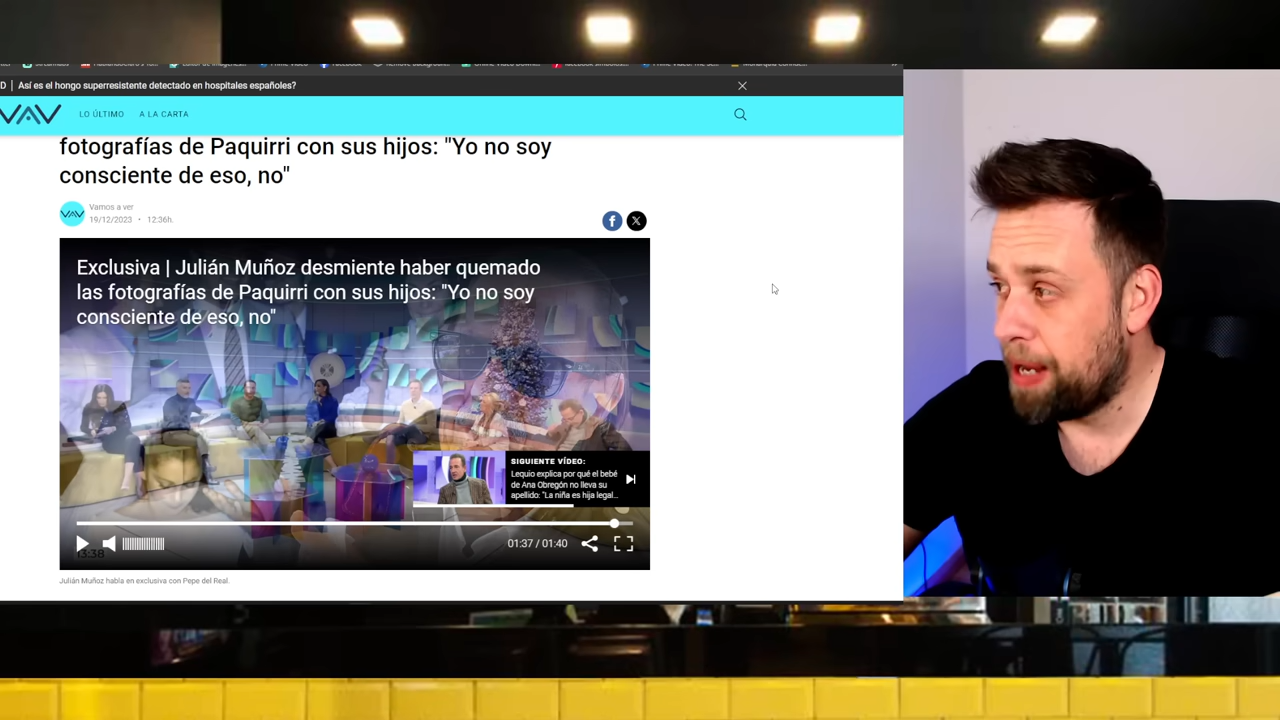 D | Así es el hongo superresistente detectado en hospitales españoles?
VAV LO ÚLTIMO A LA CARTA
fotografías de Paquirri con sus hijos: "Yo no soy
consciente de eso, no"
VAV
Vamos a ver
19/12/2023 • 12:36h.
Exclusiva | Julián Muñoz desmiente haber quemado
las fotografías de Paquirri con sus hijos: "Yo no soy
consciente de eso, no"
SIGUIENTE VÍDEO:
Lequio explica por qué el bebé
de Ana Obregón no lleva su
apellido: "La niña es hija legal...
01:37 / 01:40
13:38
Julián Muñoz habla en exclusiva con Pepe del Real.